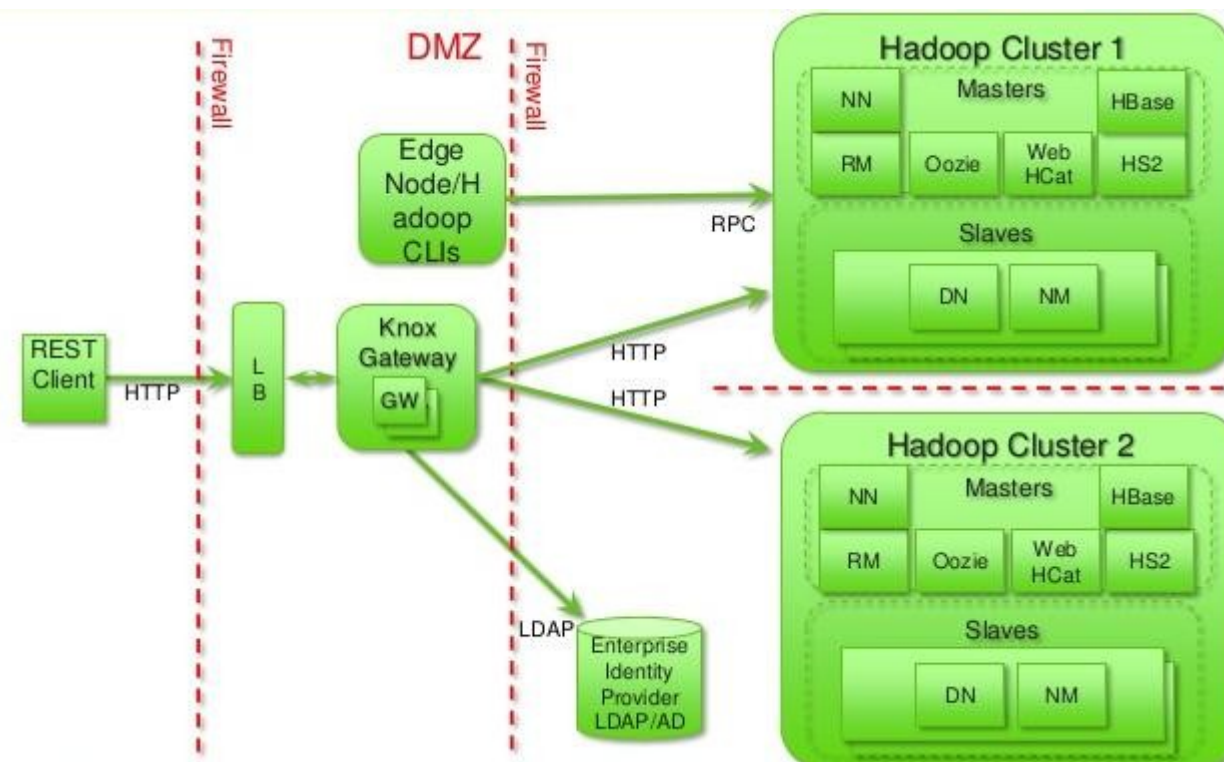 Firewall
DMZ
Firewall
Edge
Node/H
adoop
CLIs
RPC
REST
Client
HTTP
L
B
Knox
Gateway
GW
HTTP
HTTP
LDAP
Enterprise
Identity
Provider
LDAP/AD
Hadoop Cluster 1
NN
Masters
HBase
RM
Oozie
Web
HCat
HS2
Slaves
DN
NM
Hadoop Cluster 2
NN
Masters
HBase
RM
Oozie
Web
HCat
HS2
Slaves
DN
NM